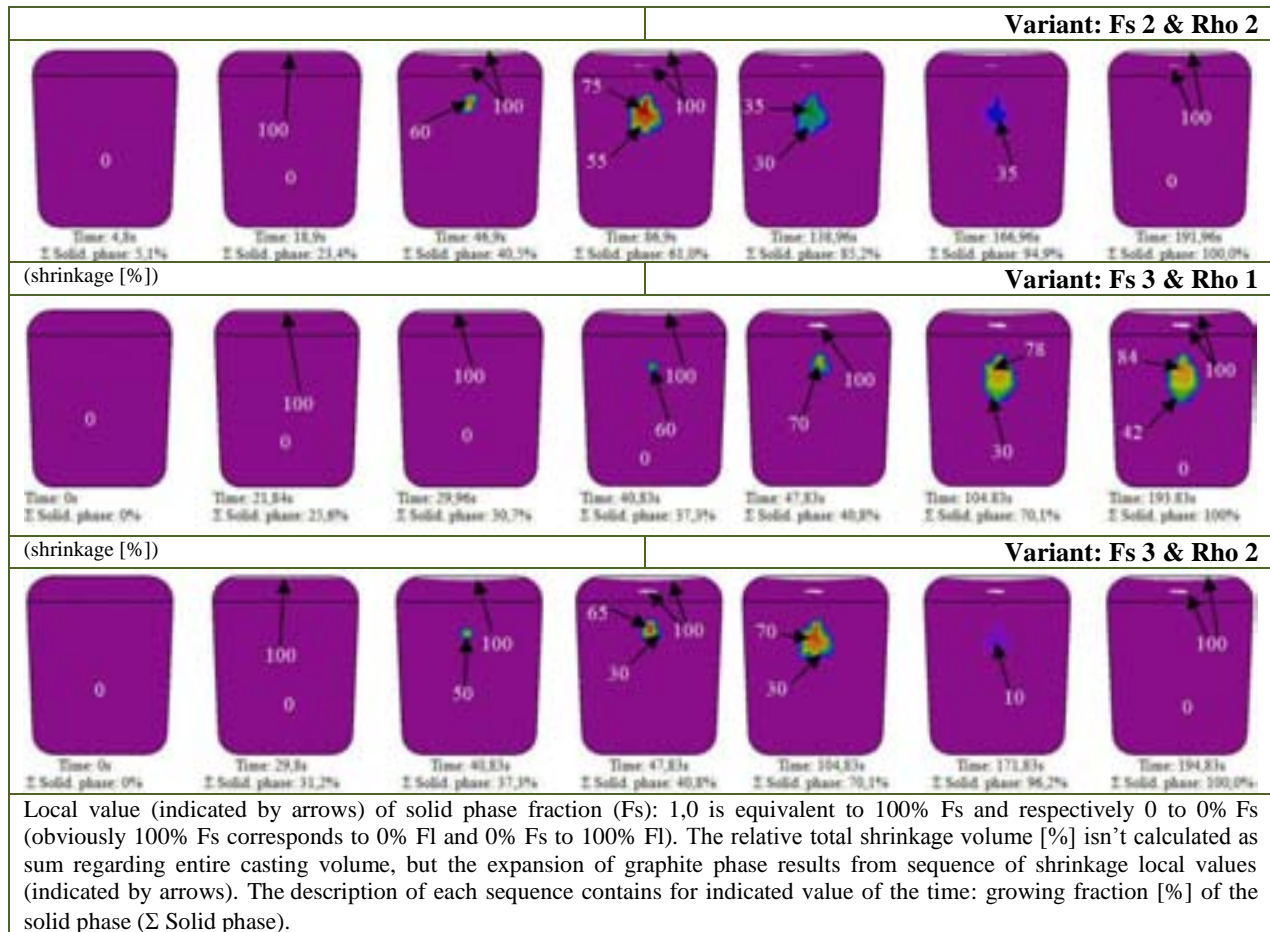 Variant: Fs 2 & Rho 2
0
100
0
60
100
75
100
55
35
30
35
100
0
Time: 4,8s
Σ Solid. phase: 5,1%
Time: 18,9s
Σ Solid. phase: 23,4%
Time: 46,9s
Σ Solid. phase: 40,5%
Time: 86,9s
Σ Solid. phase: 61,0%
Time: 138,96s
Σ Solid. phase: 85,2%
Time: 166,96s
Σ Solid. phase: 94,9%
Time: 191,96s
Σ Solid. phase: 100,0%
(shrinkage [%])
Variant: Fs 3 & Rho 1
0
100
0
100
0
100
60
0
100
70
78
30
84
100
42
0
Time: 0s
Σ Solid. phase: 0%
Time: 21,84s
Σ Solid. phase: 25,6%
Time: 29,96s
Σ Solid. phase: 30,7%
Time: 40,83s
Σ Solid. phase: 37,3%
Time: 47,83s
Σ Solid. phase: 40,8%
Time: 104.83s
Σ Solid. phase: 70,1%
Time: 193.83s
Σ Solid. phase: 100%
(shrinkage [%])
Variant: Fs 3 & Rho 2
0
100
0
100
50
65
100
30
70
30
10
100
0
Time: 0s
Σ Solid. phase: 0%
Time: 29,8s
Σ Solid. phase: 31,2%
Time: 40,83s
Σ Solid. phase: 37,3%
Time: 47,83s
Σ Solid. phase: 40,8%
Time: 104,83s
Σ Solid. phase: 70,1%
Time: 171,83s
Σ Solid. phase: 96,2%
Time: 194,83s
Σ Solid. phase: 100,0%
Local value (indicated by arrows) of solid phase fraction (Fs): 1,0 is equivalent to 100% Fs and respectively 0 to 0% Fs
(obviously 100% Fs corresponds to 0% Fl and 0% Fs to 100% Fl). The relative total shrinkage volume [%] isn't calculated as
sum regarding entire casting volume, but the expansion of graphite phase results from sequence of shrinkage local values
(indicated by arrows). The description of each sequence contains for indicated value of the time: growing fraction [%] of the
solid phase (Σ Solid phase).